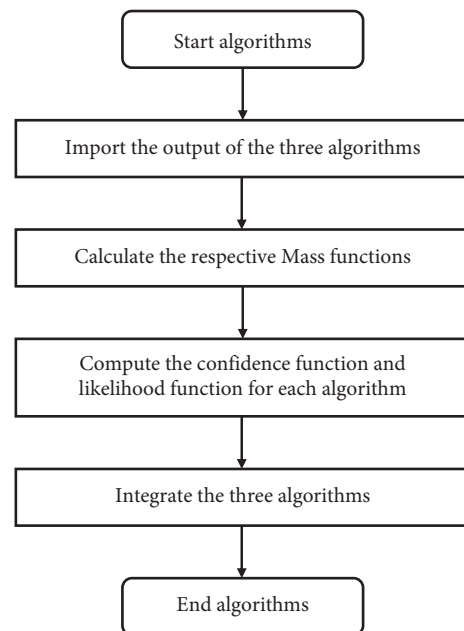 Start algorithms
Import the output of the three algorithms
Calculate the respective Mass functions
Compute the confidence function and
likelihood function for each algorithm
Integrate the three algorithms
End algorithms